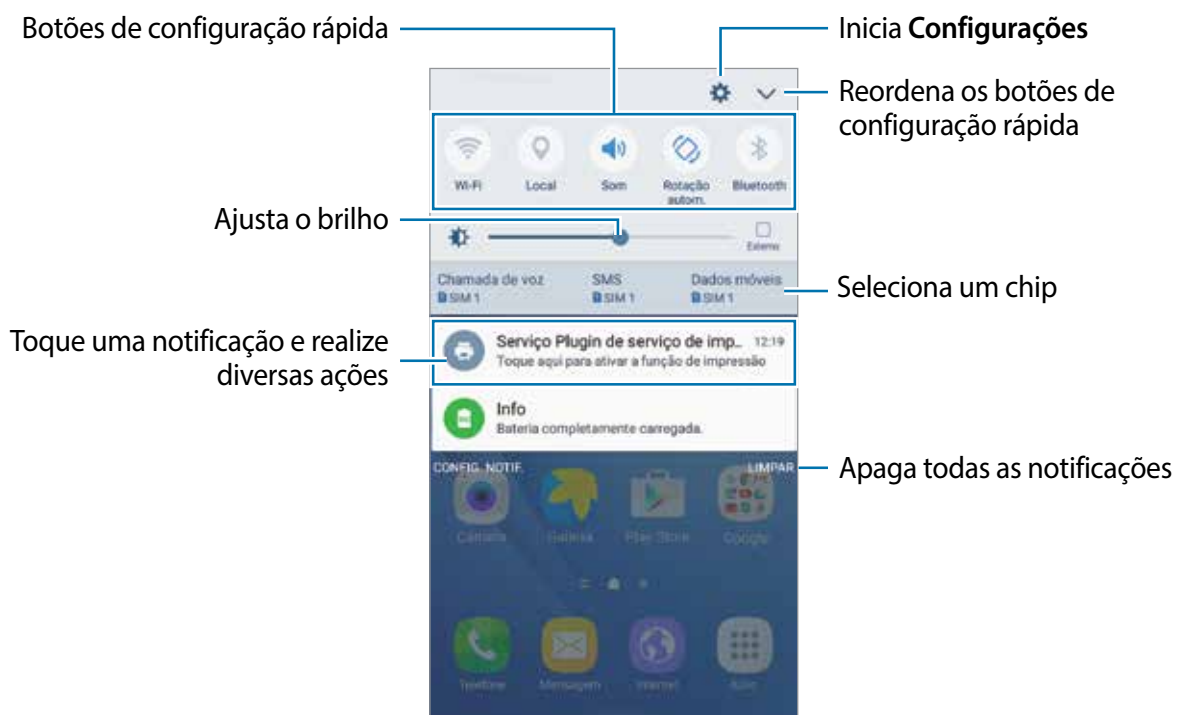 Botões de configuração rápida
Inicia Configurações
Reordena os botões de
configuração rápida
Wi-Fi
Local
Som
Rotação
autom.
Bluetooth
Ajusta o brilho
Externo
Chamada de voz
SIM 1
SMS
SIM 1
Dados móveis
SIM 1
Seleciona um chip
Toque uma notificação e realize
diversas ações
Serviço Plugin de serviço de imp... 12:19
Toque aqui para ativar a função de impressão
Info
Bateria completamente carregada.
CONFIG. NOTIF.
LIMPAR
Apaga todas as notificações
Câmera
Galeria
Play Store
Google
Telefone
Mensagem
Internet